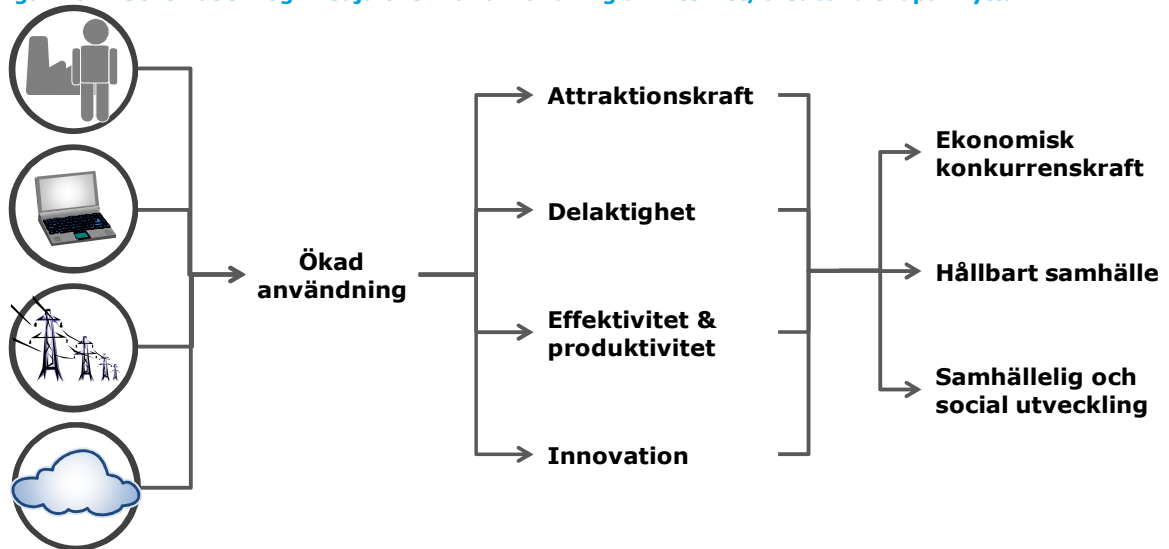 Attraktionskraft
Ekonomisk
konkurrenskraft
Delaktighet
Ökad
användning
Hållbart samhälle
Effektivitet &
produktivitet
Samhällelig och
social utveckling
Innovation